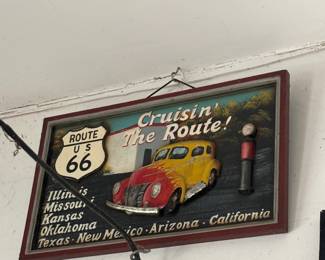 Cruisin'
The Route!
ROUTE
US
66
Illinois
Missouri
Kansas
Oklahoma
Texas · New Mexico · Arizona · California